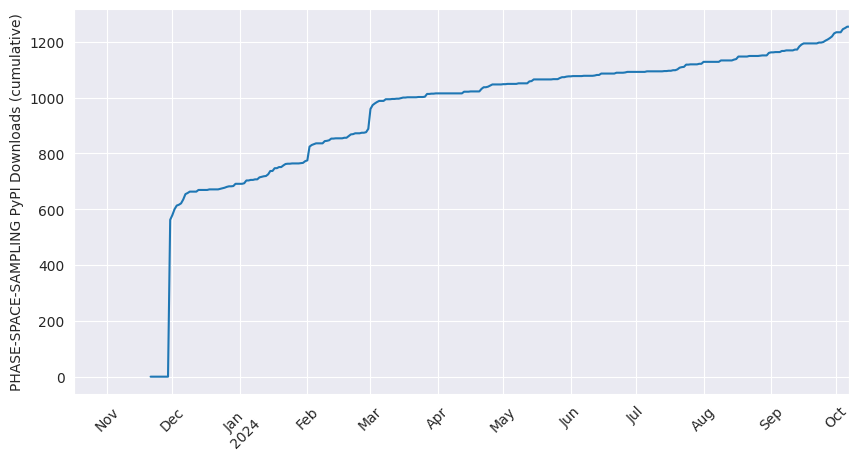 PHASE-SPACE-SAMPLING PyPI Downloads (cumulative)
1200
1000
800
600
400
200
0
Nov
Dec
Jan
2024
Feb
Mar
Apr
May
Jun
Jul
Aug
Sep
Oct